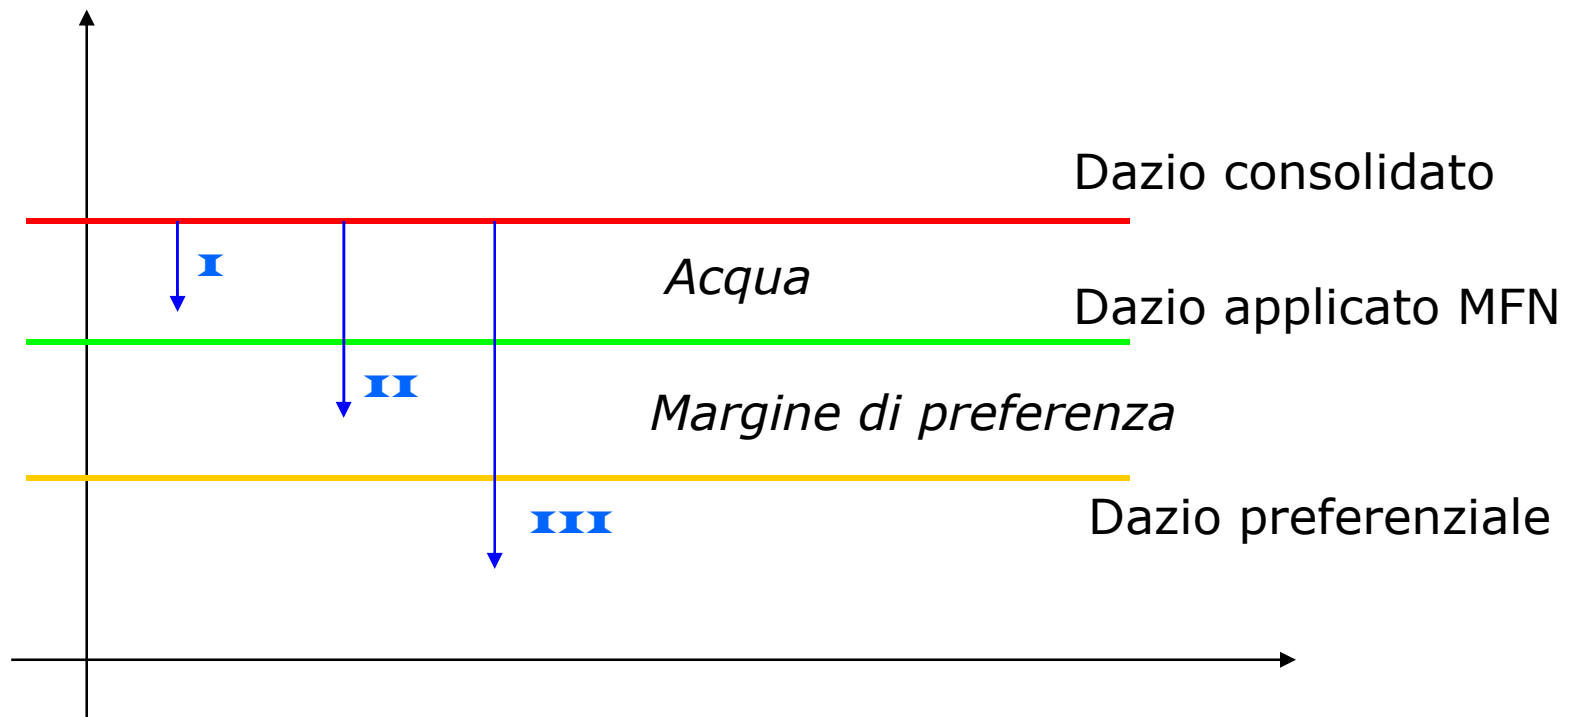 Dazio consolidato
I
Acqua
Dazio applicato MFN
II
Margine di preferenza
III
Dazio preferenziale